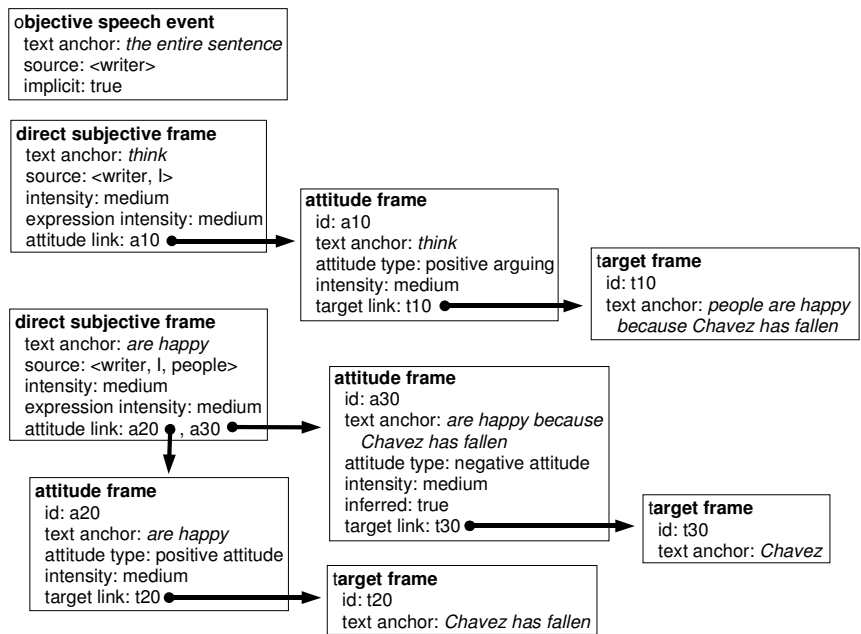 objective speech event
text anchor: the entire sentence
source: <writer>
implicit: true
direct subjective frame
text anchor: think
source: <writer, I>
intensity: medium
expression intensity: medium
attitude link: a10
attitude frame
id: a10
text anchor: think
attitude type: positive arguing
intensity: medium
target link: t10
target frame
id: t10
text anchor: people are happy
because Chavez has fallen
direct subjective frame
text anchor: are happy
source: <writer, I, people>
intensity: medium
expression intensity: medium
attitude link: a20 , a30
attitude frame
id: a30
text anchor: are happy because
Chavez has fallen
attitude type: negative attitude
intensity: medium
inferred: true
target link: t30
target frame
id: t30
text anchor: Chavez
attitude frame
id: a20
text anchor: are happy
attitude type: positive attitude
intensity: medium
target link: t20
target frame
id: t20
text anchor: Chavez has fallen